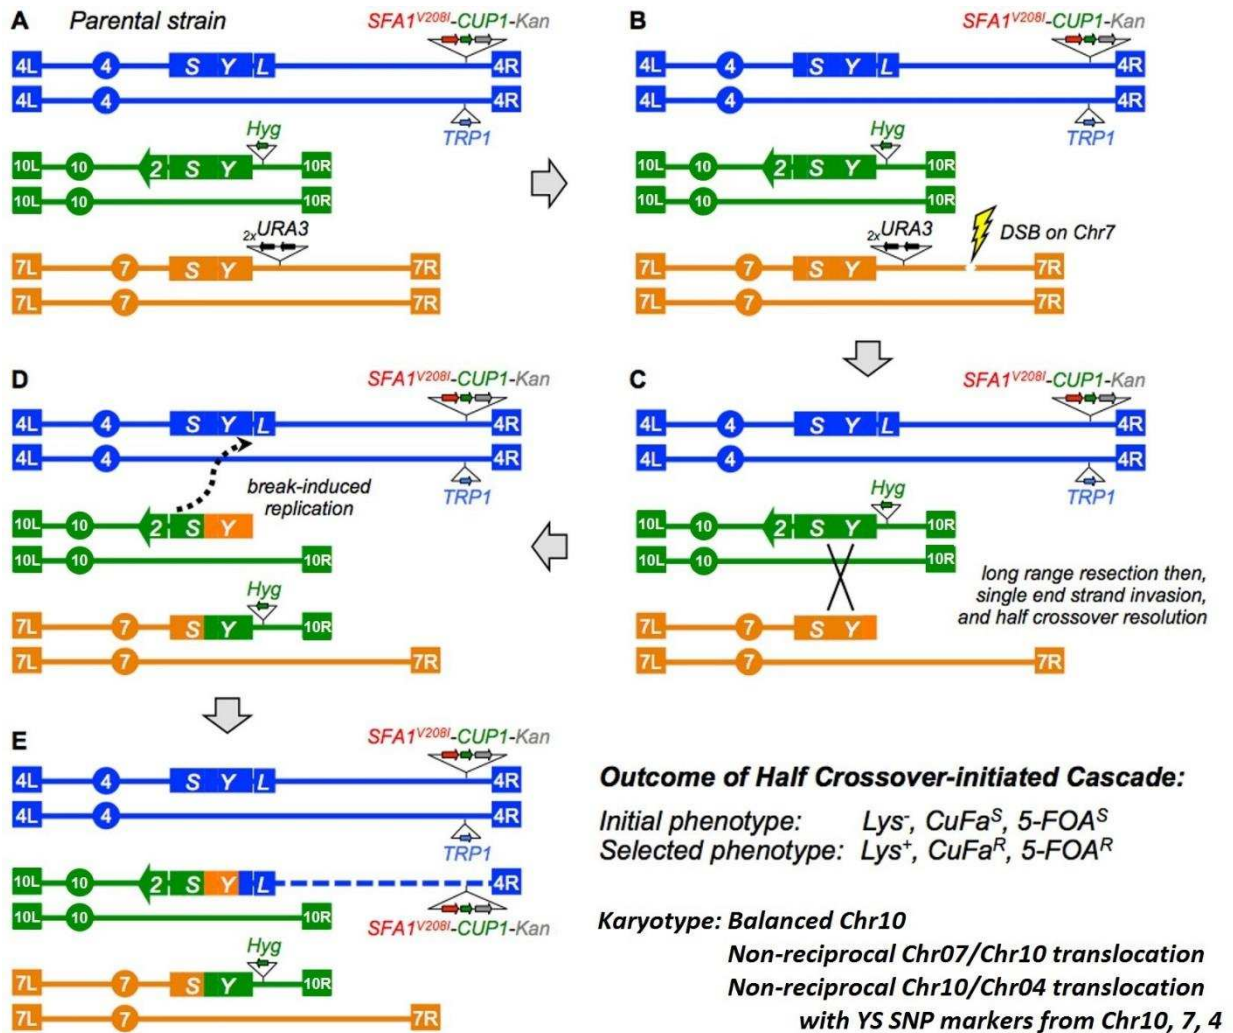 A Parental strain
SFA1V208I-CUP1-Kan
4L 4 S Y L 4R
4L 4 4R
TRP1
Hyg
10L 10 2 S Y 10R
10L 10 10R
2xURA3
7L 7 S Y 7R
7L 7 7R
B
SFA1V208I-CUP1-Kan
4L 4 S Y L 4R
4L 4 4R
TRP1
Hyg
10L 10 2 S Y 10R
10L 10 10R
2xURA3
DSB on Chr7
7L 7 S Y 7R
7L 7 7R
D
SFA1V208I-CUP1-Kan
4L 4 S Y L 4R
4L 4 4R
TRP1
break-induced
replication
10L 10 2 S Y
10L 10 10R
Hyg
7L 7 S Y 10R
7L 7 7R
C
SFA1V208I-CUP1-Kan
4L 4 S Y L 4R
4L 4 4R
TRP1
Hyg
10L 10 2 S Y 10R
10L 10 10R
long range resection then,
single end strand invasion,
and half crossover resolution
7L 7 S Y
7L 7 7R
E
SFA1V208I-CUP1-Kan
4L 4 S Y L 4R
4L 4 4R
TRP1
10L 10 2 S Y L 4R
10L 10 10R
SFA1V208I-CUP1-Kan
Hyg
7L 7 S Y 10R
7L 7 7R
Outcome of Half Crossover-initiated Cascade:
Initial phenotype: Lys-, CuFaS, 5-FOAS
Selected phenotype: Lys+, CuFaR, 5-FOAR
Karyotype: Balanced Chr10
Non-reciprocal Chr07/Chr10 translocation
Non-reciprocal Chr10/Chr04 translocation
with YS SNP markers from Chr10, 7, 4